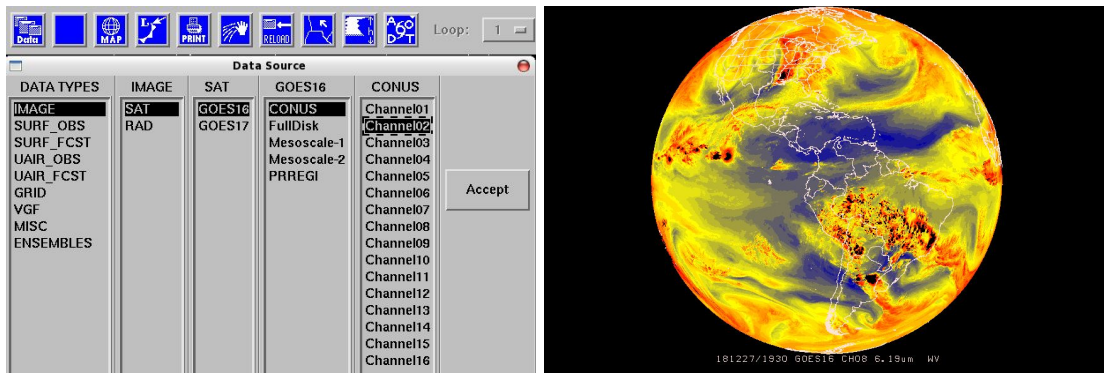 Data MAP PRINT RELOAD A 6 O D T Loop: 1
Data Source
DATA TYPES IMAGE SAT GOES16 CONUS
IMAGE SAT GOES16 CONUS Channel01
SURF_OBS RAD GOES17 FullDisk Channel02
SURF_FCST Mesoscale-1 Channel03
UAIR_OBS Mesoscale-2 Channel04
UAIR_FCST PRREGI Channel05
GRID Channel06
VGF Channel07
MISC Channel08
ENSEMBLES Channel09
Channel10
Channel11
Channel12
Channel13
Channel14
Channel15
Channel16
Accept
181227/1930 GOES16 CH08 6.19um WV